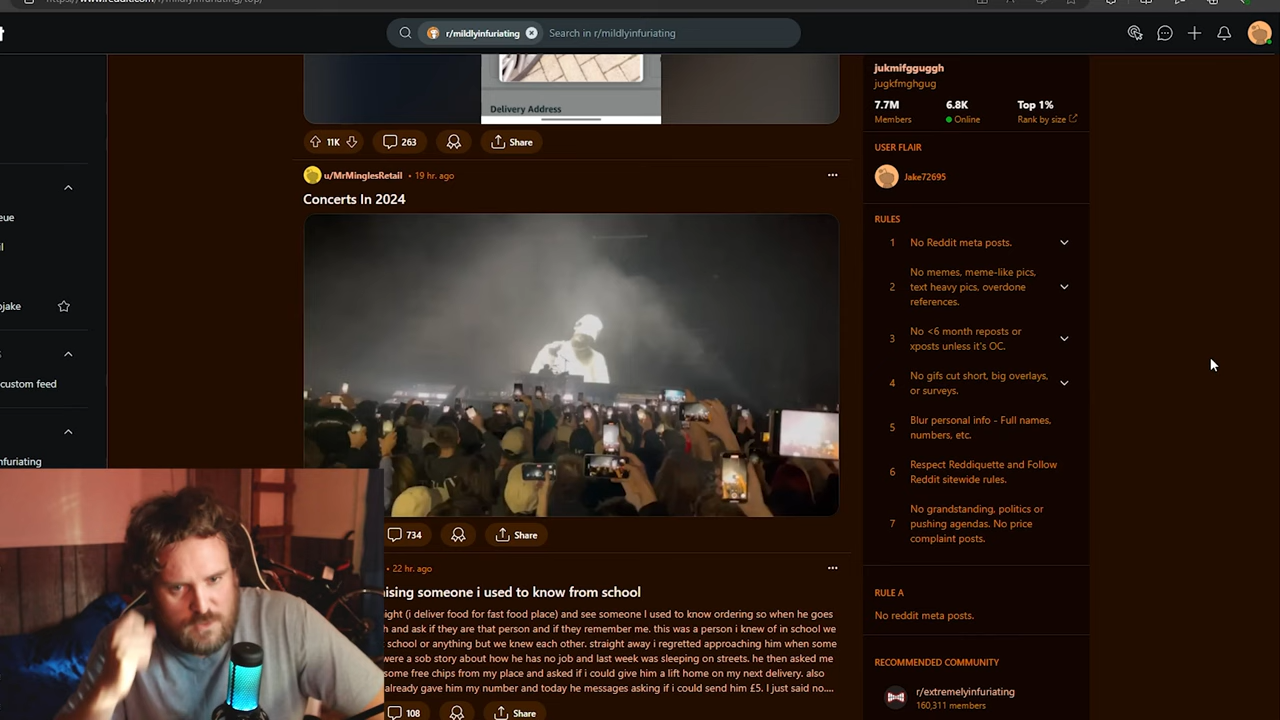 r/mildlyinfuriating
Search in r/mildlyinfuriating
Delivery Address
11K
263
Share
u/MrMinglesRetail • 19 hr. ago
Concerts In 2024
734
Share
• 22 hr. ago
ising someone i used to know from school
ight (i deliver food for fast food place) and see someone I used to know ordering so when he goes
h and ask if they are that person and if they remember me. this was a person i knew of in school we
school or anything but we knew each other. straight away i regretted approaching him when some
were a sob story about how he has no job and last week was sleeping on streets. he then asked me
some free chips from my place and asked if i could give him a lift home on my next delivery. also
already gave him my number and today he messages asking if i could send him £5. I just said no....
108
Share
jukmifgguggh
jugkfmghgug
7.7M
Members
6.8K
Online
Top 1%
Rank by size
USER FLAIR
Jake72695
RULES
1 No Reddit meta posts.
2 No memes, meme-like pics,
text heavy pics, overdone
references.
3 No <6 month reposts or
xposts unless it's OC.
4 No gifs cut short, big overlays,
or surveys.
5 Blur personal info - Full names,
numbers, etc.
6 Respect Reddiquette and Follow
Reddit sitewide rules.
7 No grandstanding, politics or
pushing agendas. No price
complaint posts.
RULE A
No reddit meta posts.
RECOMMENDED COMMUNITY
r/extremelyinfuriating
160,311 members
eue
il
ojake
s
custom feed
nfuriating